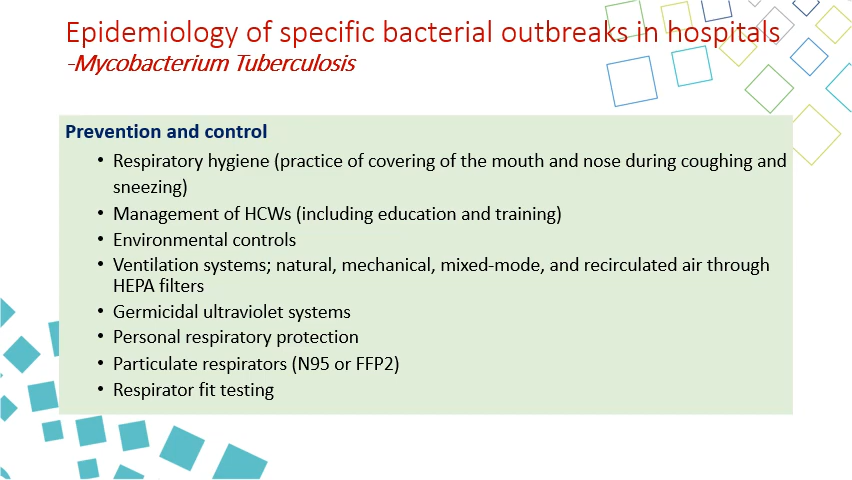 Epidemiology of specific bacterial outbreaks in hospitals
-Mycobacterium Tuberculosis
Prevention and control
• Respiratory hygiene (practice of covering of the mouth and nose during coughing and
sneezing)
• Management of HCWs (including education and training)
• Environmental controls
• Ventilation systems; natural, mechanical, mixed-mode, and recirculated air through
HEPA filters
• Germicidal ultraviolet systems
• Personal respiratory protection
• Particulate respirators (N95 or FFP2)
• Respirator fit testing